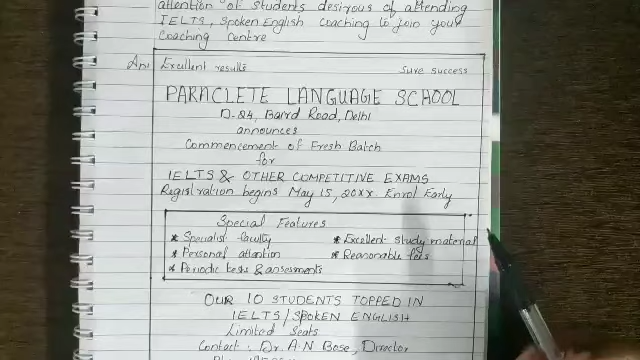 attention of students desirous of attending
IELTS, Spoken English coaching to join your
coaching centre
Ans: Excellent results Sure success
PARACLETE LANGUAGE SCHOOL
D-24, Baird Road, Delhi
announces
Commencement of Fresh Batch
for
IELTS & OTHER COMPETITIVE EXAMS
Registration begins May 15, 20xx. Enrol Early
Special Features
* Specialist faculty * Excellent study material
* Personal attention * Reasonable fees
* Periodic tests & assessments
OUR 10 STUDENTS TOPPED IN
IELTS/SPOKEN ENGLISH
Limited Seats
Contact: Dr. A.N Bose, Director